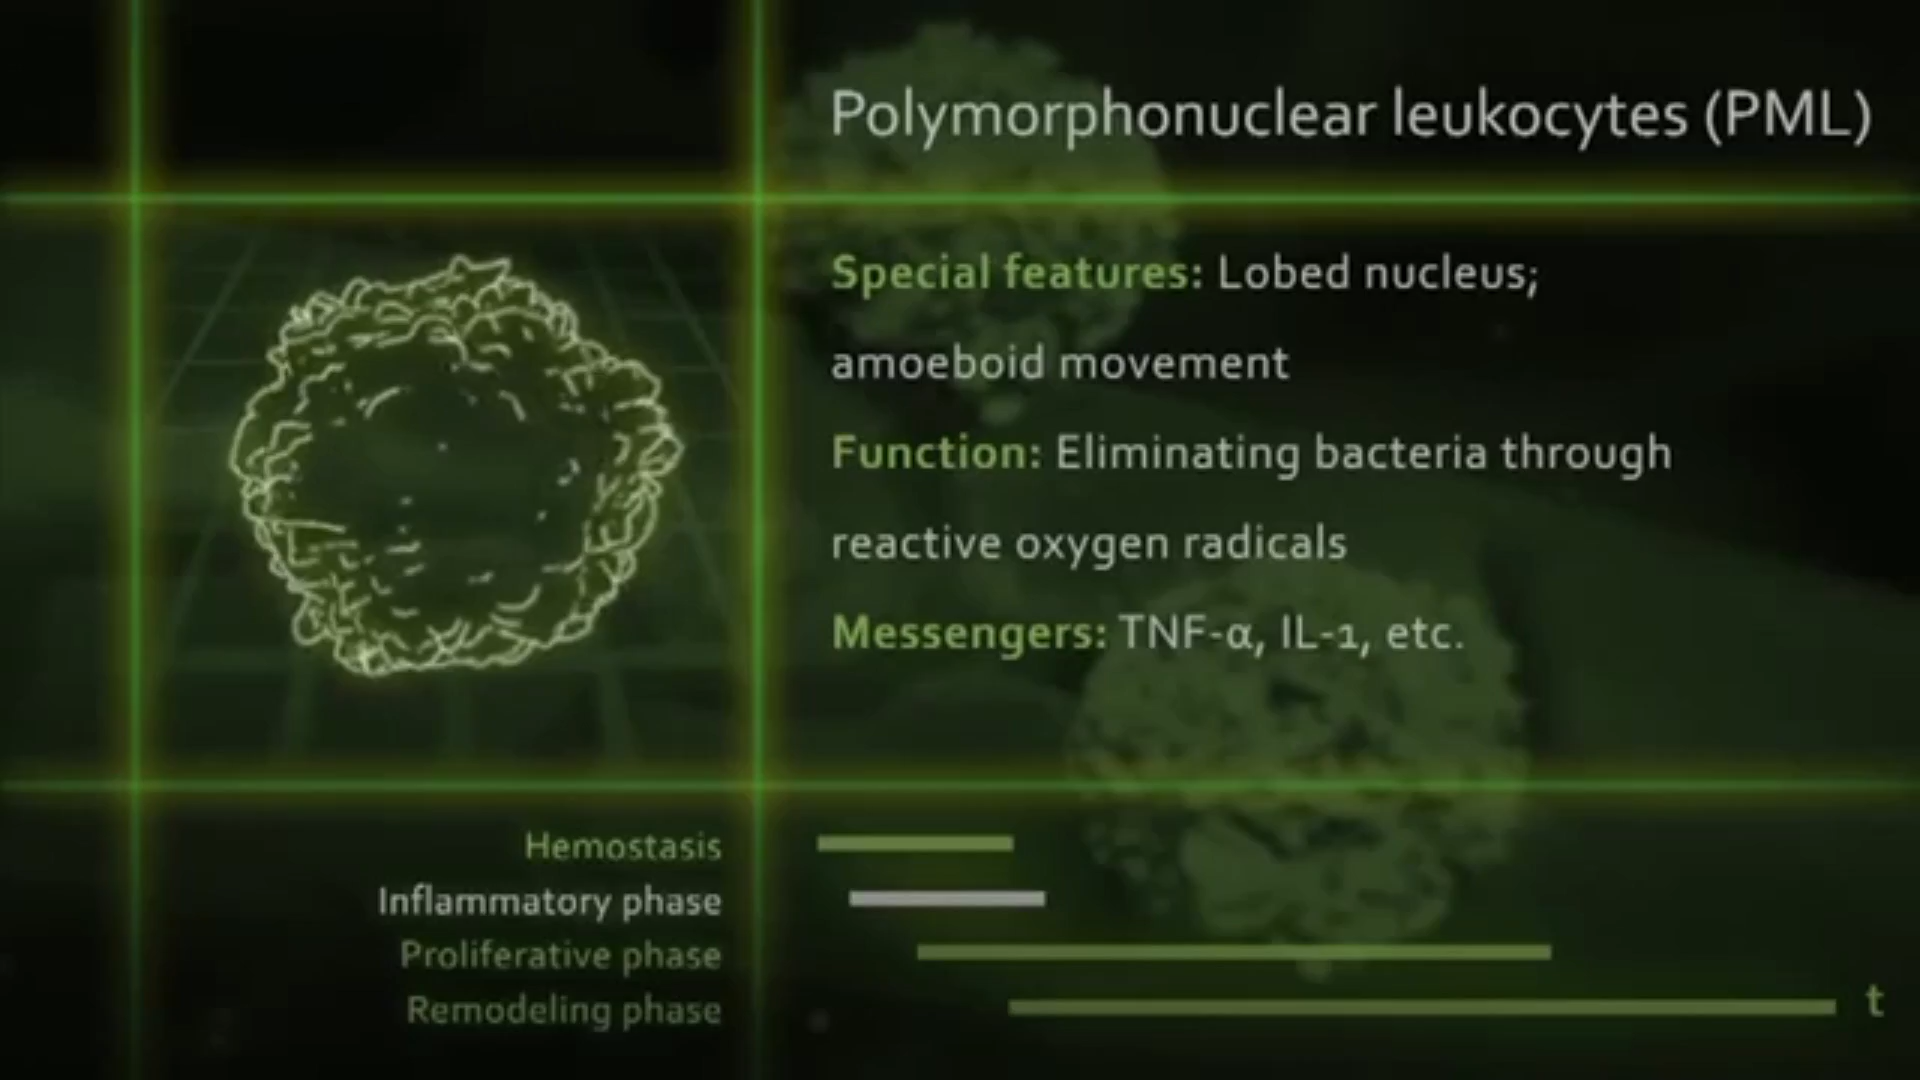 Polymorphonuclear leukocytes (PML)
Special features: Lobed nucleus;
amoeboid movement
Function: Eliminating bacteria through
reactive oxygen radicals
Messengers: TNF-α, IL-1, etc.
Hemostasis
Inflammatory phase
Proliferative phase
Remodeling phase
t